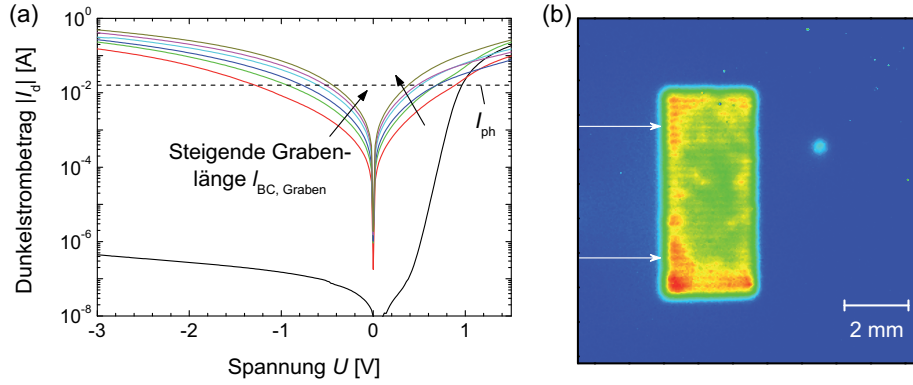 (a)
Dunkelstrombetrag |I_d| [A]
10^0
10^-2
10^-4
10^-6
10^-8
I_ph
Steigende Graben-
länge l_BC, Graben
-3
-2
-1
0
1
Spannung U [V]
(b)
2 mm